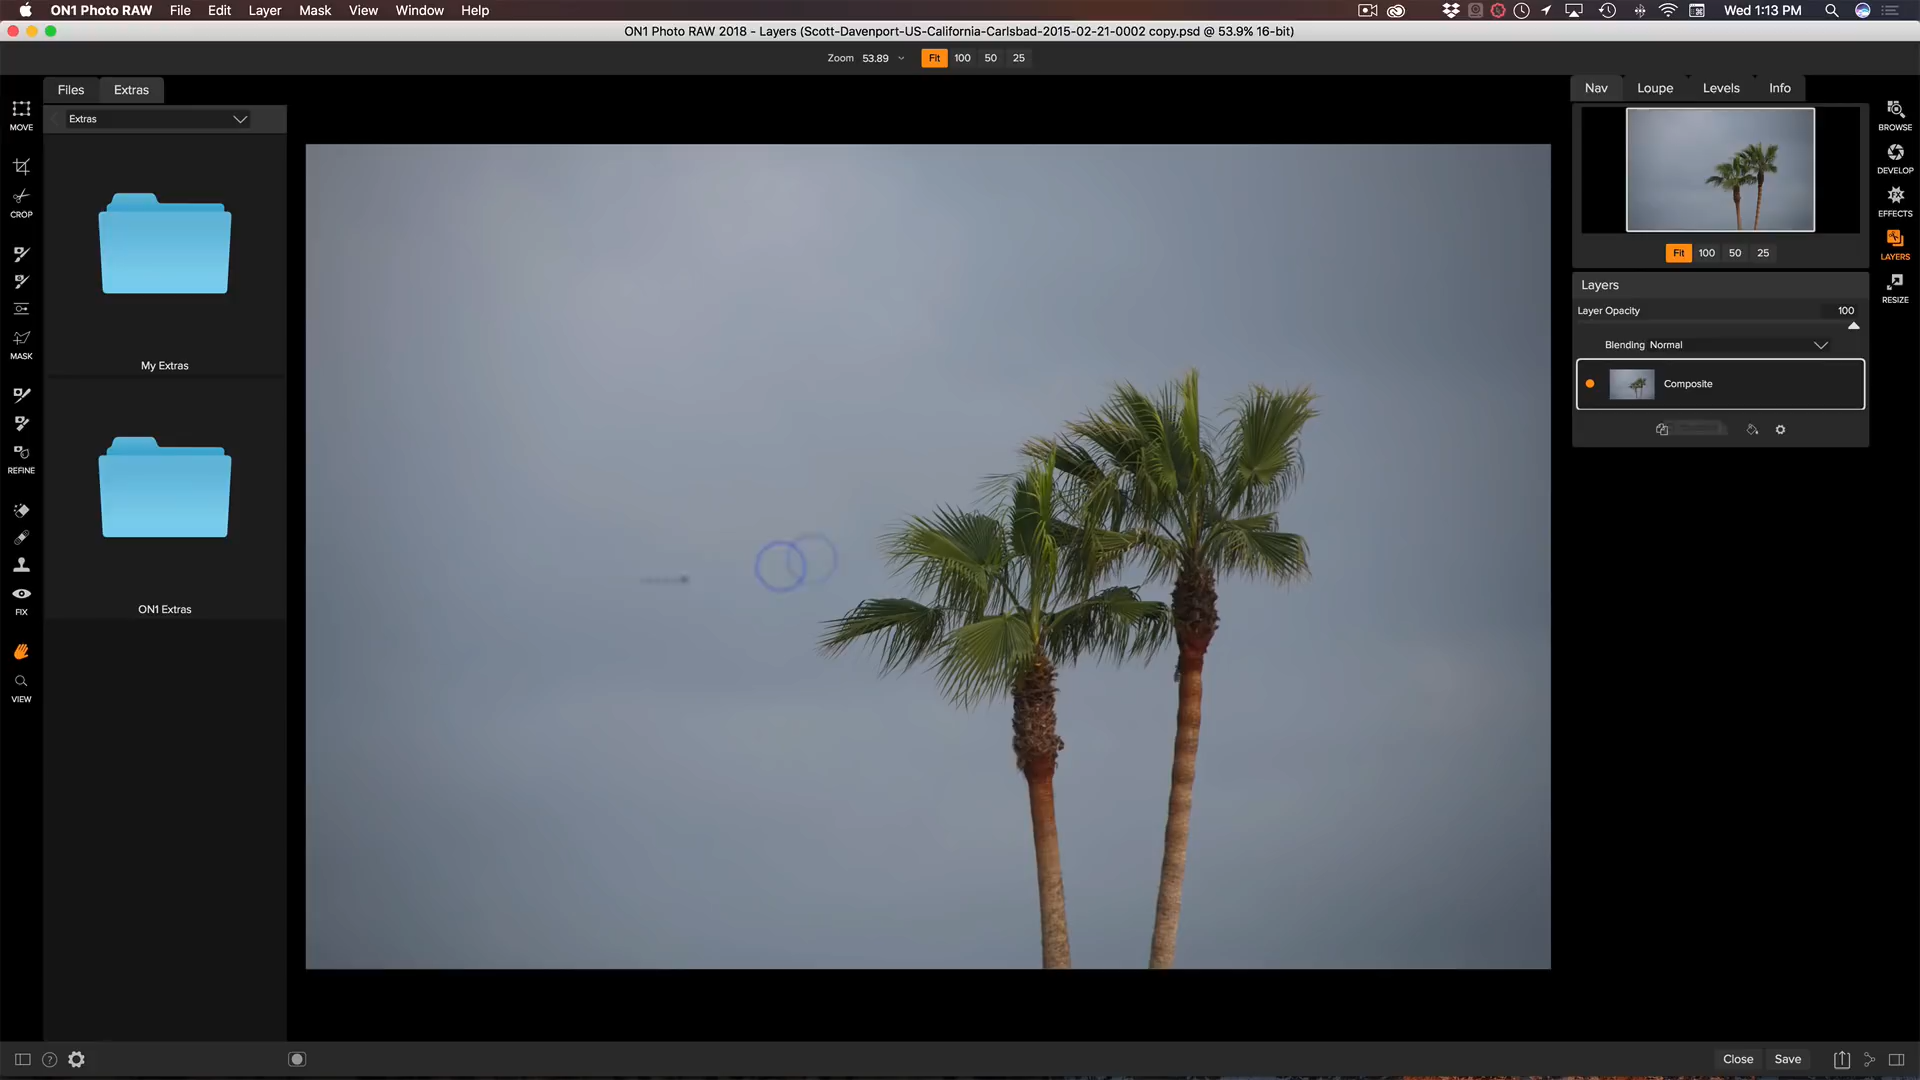 ON1 Photo RAW File Edit Layer Mask View Window Help Wed 1:13 PM
ON1 Photo RAW 2018 - Layers (Scott-Davenport-US-California-Carlsbad-2015-02-21-0002 copy.psd @ 53.9% 16-bit)
Zoom 53.89 Fit 100 50 25
Files Extras
Extras
My Extras
ON1 Extras
MOVE
CROP
MASK
REFINE
FIX
VIEW
Nav Loupe Levels Info
Fit 100 50 25
Layers
Layer Opacity 100
Blending Normal
Composite
BROWSE
DEVELOP
EFFECTS
LAYERS
RESIZE
Close Save